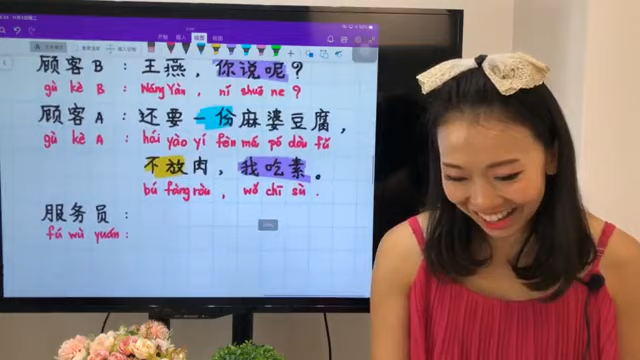 顾客 B : 王燕，你说呢？
gù kè B : Wáng Yàn , nǐ shuō ne ?
顾客 A : 还要一份麻婆豆腐，
gù kè A : hái yào yí fèn má pó dòu fǔ
不放肉，我吃素。
bú fàng ròu , wǒ chī sù .
服务员 :
fú wù yuán :